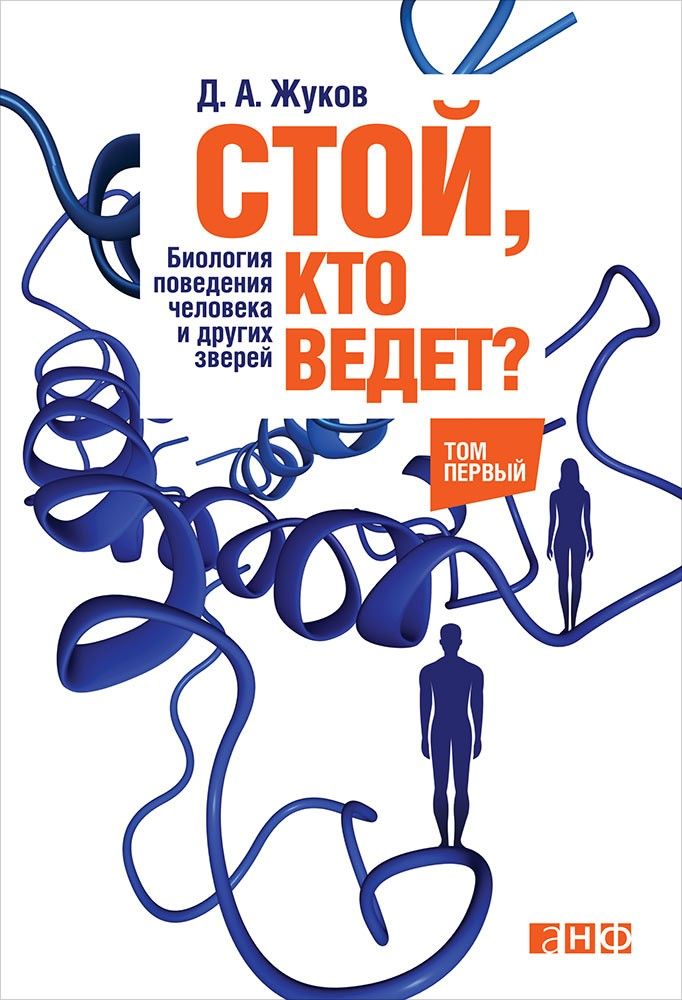 Д. А. Жуков
СТОЙ,
КТО
ВЕДЕТ?
Биология
поведения
человека
и других
зверей
ТОМ
ПЕРВЫЙ
анф